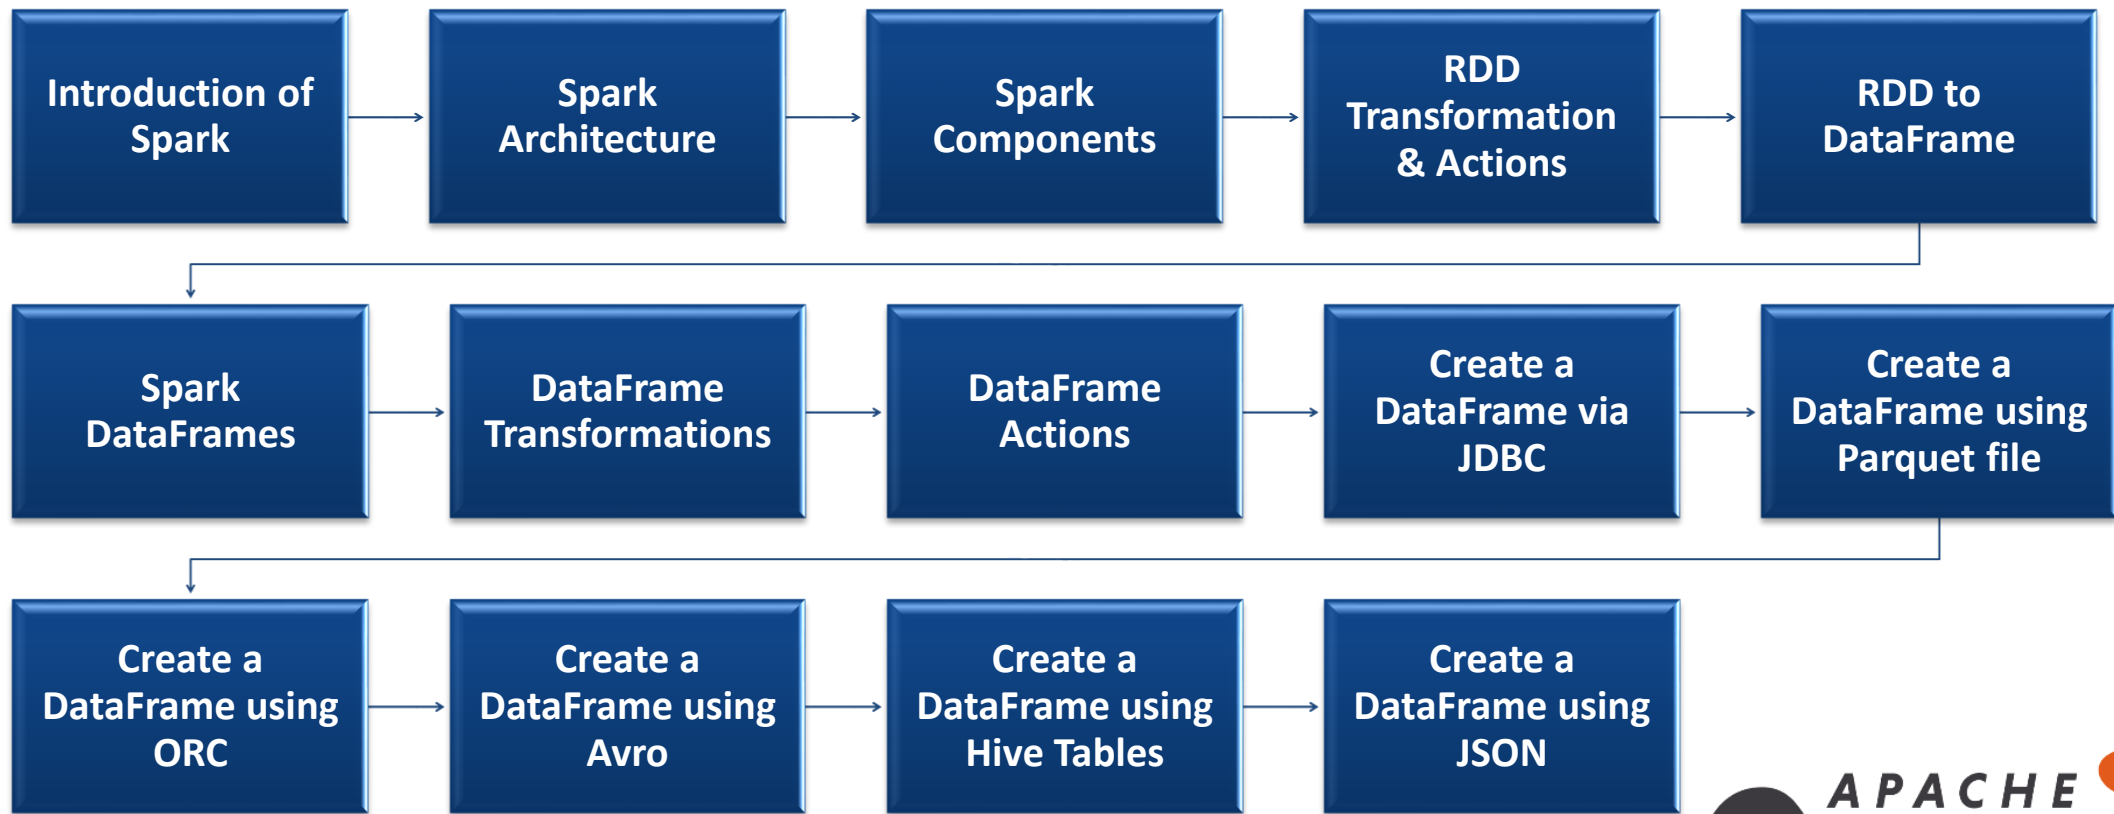 Introduction of
Spark
Spark
Architecture
Spark
Components
RDD
Transformation
& Actions
RDD to
DataFrame
Spark
DataFrames
DataFrame
Transformations
DataFrame
Actions
Create a
DataFrame via
JDBC
Create a
DataFrame using
Parquet file
Create a
DataFrame using
ORC
Create a
DataFrame using
Avro
Create a
DataFrame using
Hive Tables
Create a
DataFrame using
JSON
APACHE